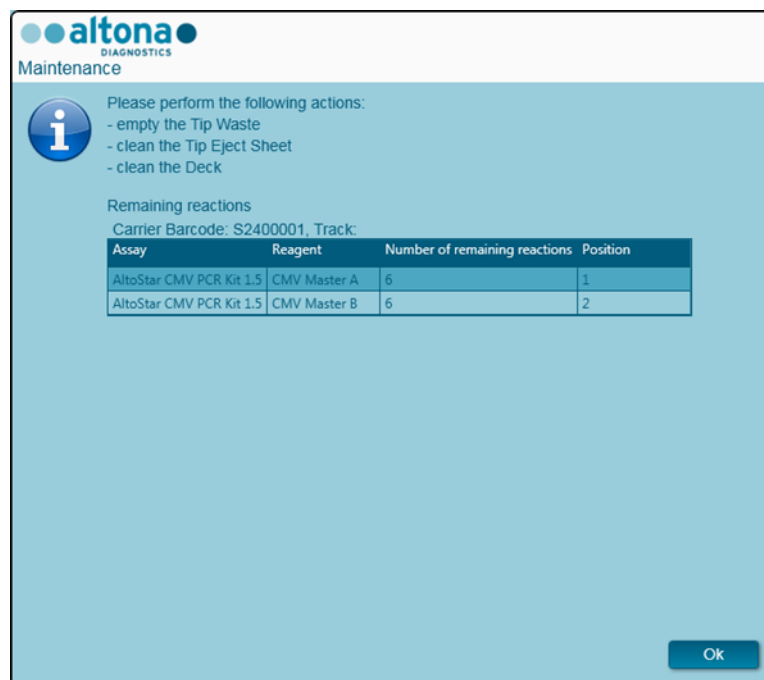 altona
DIAGNOSTICS
Maintenance
Please perform the following actions:
- empty the Tip Waste
- clean the Tip Eject Sheet
- clean the Deck
Remaining reactions
Carrier Barcode: S2400001, Track:
Assay Reagent Number of remaining reactions Position
AltoStar CMV PCR Kit 1.5 CMV Master A 6 1
AltoStar CMV PCR Kit 1.5 CMV Master B 6 2
Ok